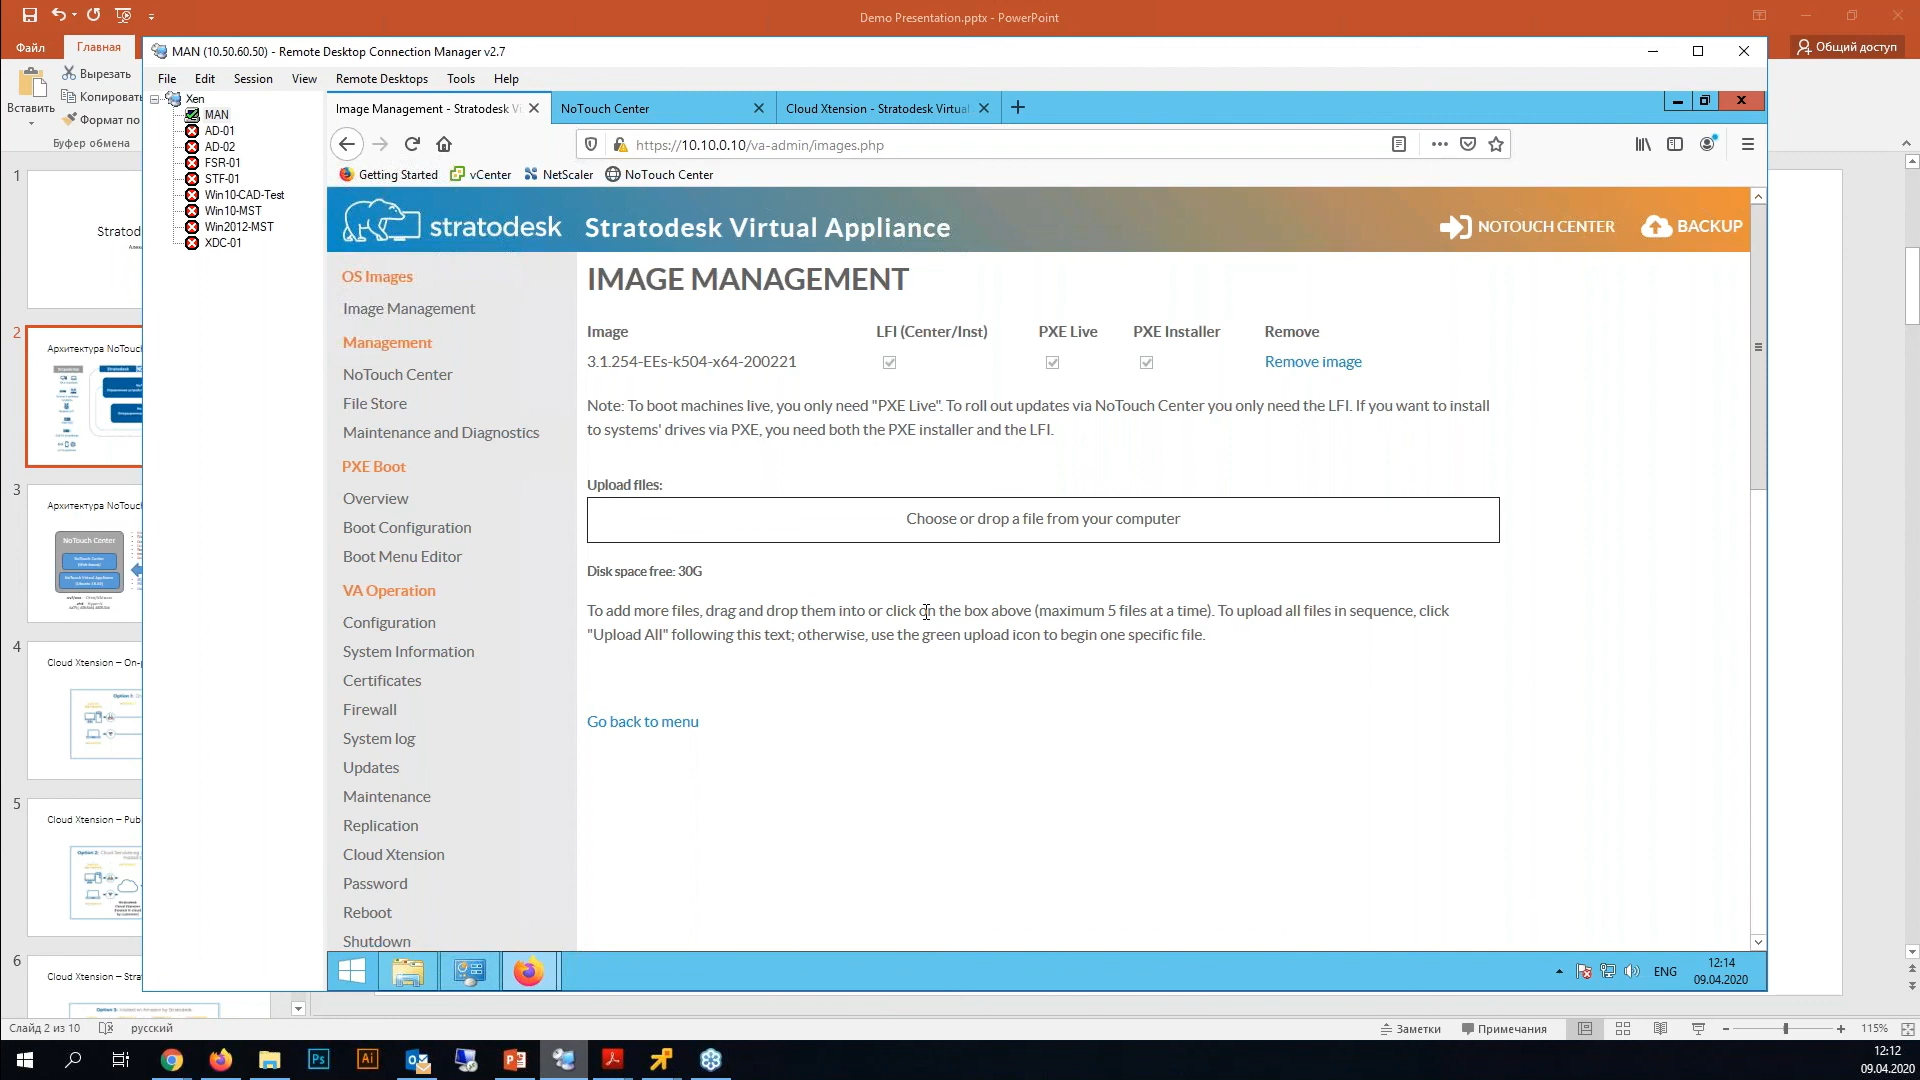 Demo Presentation.pptx - PowerPoint
Файл
Главная
Общий доступ
Вставить
Вырезать
Копировать
Формат по
Буфер обмена
MAN (10.50.60.50) - Remote Desktop Connection Manager v2.7
File Edit Session View Remote Desktops Tools Help
Xen
MAN
AD-01
AD-02
FSR-01
STF-01
Win10-CAD-Test
Win10-MST
Win2012-MST
XDC-01
Image Management - Stratodesk Vi
NoTouch Center
Cloud Xtension - Stratodesk Virtual
https://10.10.0.10/va-admin/images.php
Getting Started vCenter NetScaler NoTouch Center
stratodesk
Stratodesk Virtual Appliance
NOTOUCH CENTER
BACKUP
OS Images
Image Management
Management
NoTouch Center
File Store
Maintenance and Diagnostics
PXE Boot
Overview
Boot Configuration
Boot Menu Editor
VA Operation
Configuration
System Information
Certificates
Firewall
System log
Updates
Maintenance
Replication
Cloud Xtension
Password
Reboot
Shutdown
IMAGE MANAGEMENT
Image LFI (Center/Inst) PXE Live PXE Installer Remove
3.1.254-EEs-k504-x64-200221 Remove image
Note: To boot machines live, you only need "PXE Live". To roll out updates via NoTouch Center you only need the LFI. If you want to install
to systems' drives via PXE, you need both the PXE installer and the LFI.
Upload files:
Choose or drop a file from your computer
Disk space free: 30G
To add more files, drag and drop them into or click on the box above (maximum 5 files at a time). To upload all files in sequence, click
"Upload All" following this text; otherwise, use the green upload icon to begin one specific file.
Go back to menu
1
Stratod
2
Архитектура NoTouc
3
Архитектура NoTouc
NoTouch Center
4
Cloud Xtension – On-p
5
Cloud Xtension – Pub
6
Cloud Xtension – Stra
ENG
12:14
09.04.2020
Слайд 2 из 10
русский
Заметки
Примечания
115%
12:12
09.04.2020